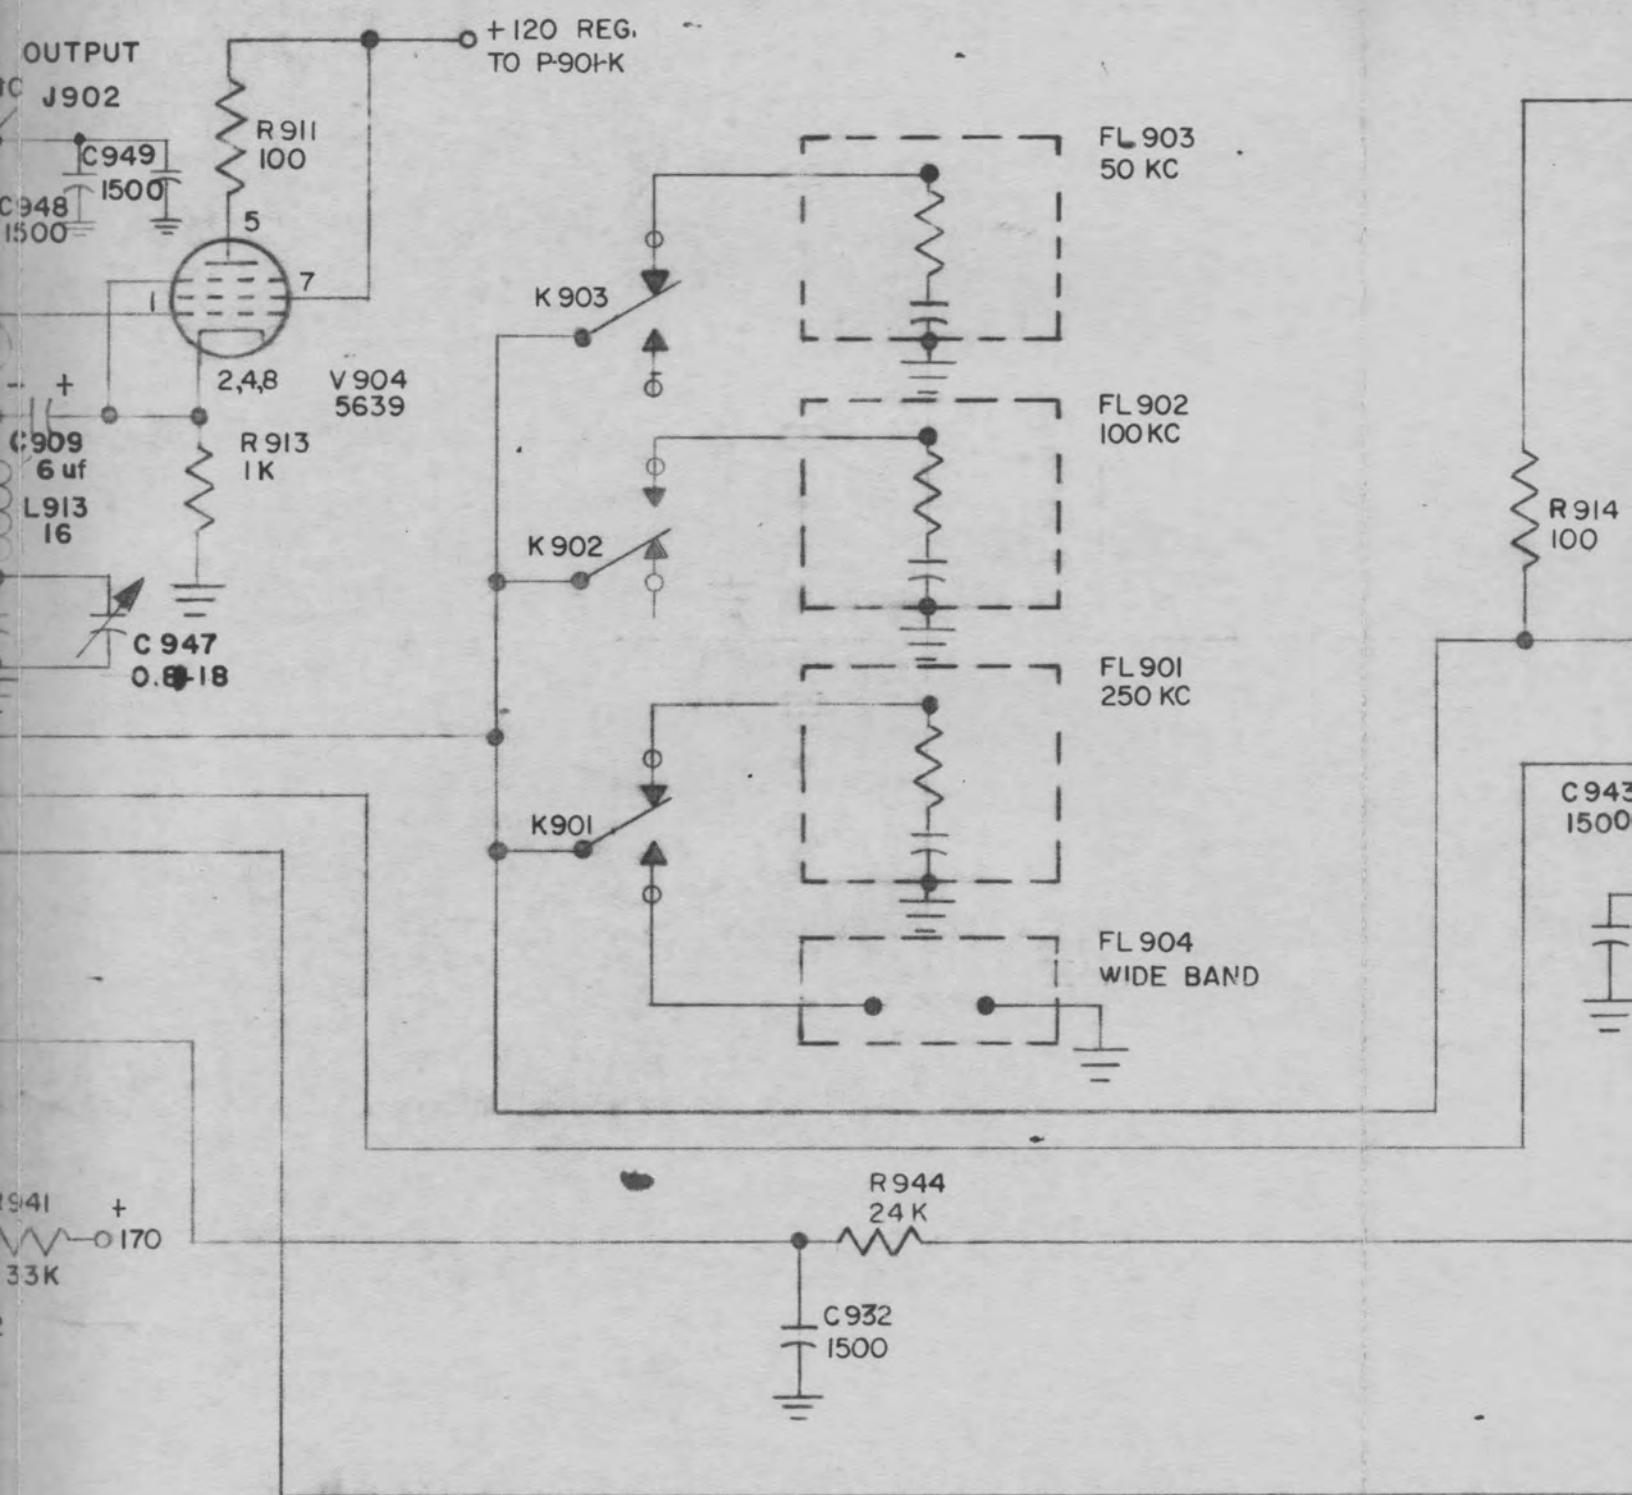 OUTPUT
J902
C949
1500
C948
1500
+120 REG.
TO P-901-K
R911
100
5
7
1
2,4,8
V904
5639
- +
C909
6 uf
L913
16
R913
1K
C947
K903
FL903
50 KC
K902
FL902
100 KC
K901
FL901
250 KC
FL904
WIDE BAND
R914
100
C943
1500
R944
24K
C932
1500
+
170
33K